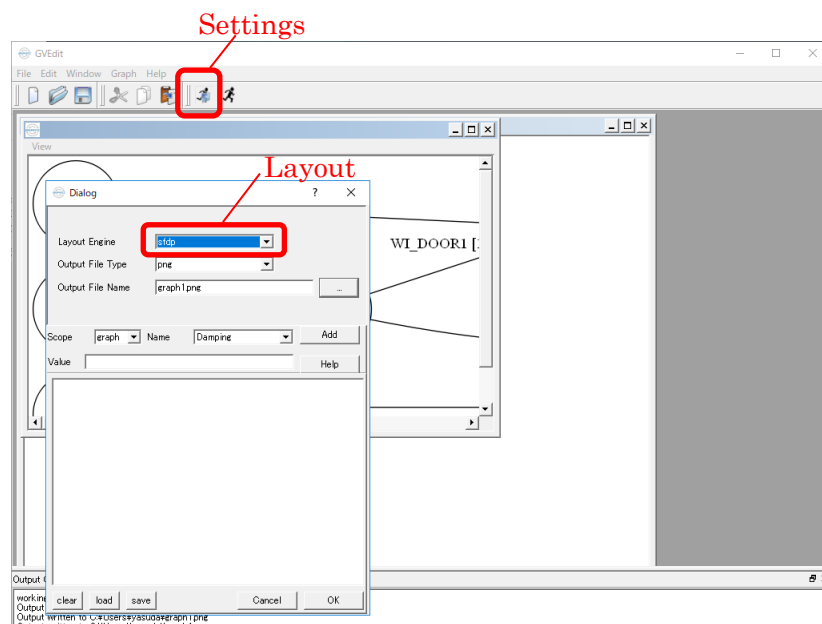 Settings
GVEdit
File Edit Window Graph Help
View
Layout
Dialog
?
Layout Engine sfdp
Output File Type png
Output File Name graph1png ...
WI_DOOR1 [
Scope graph Name Damping Add
Value Help
clear load save Cancel OK
Output
working
Output
Output written to C:¥Users¥yasuda¥graph1png